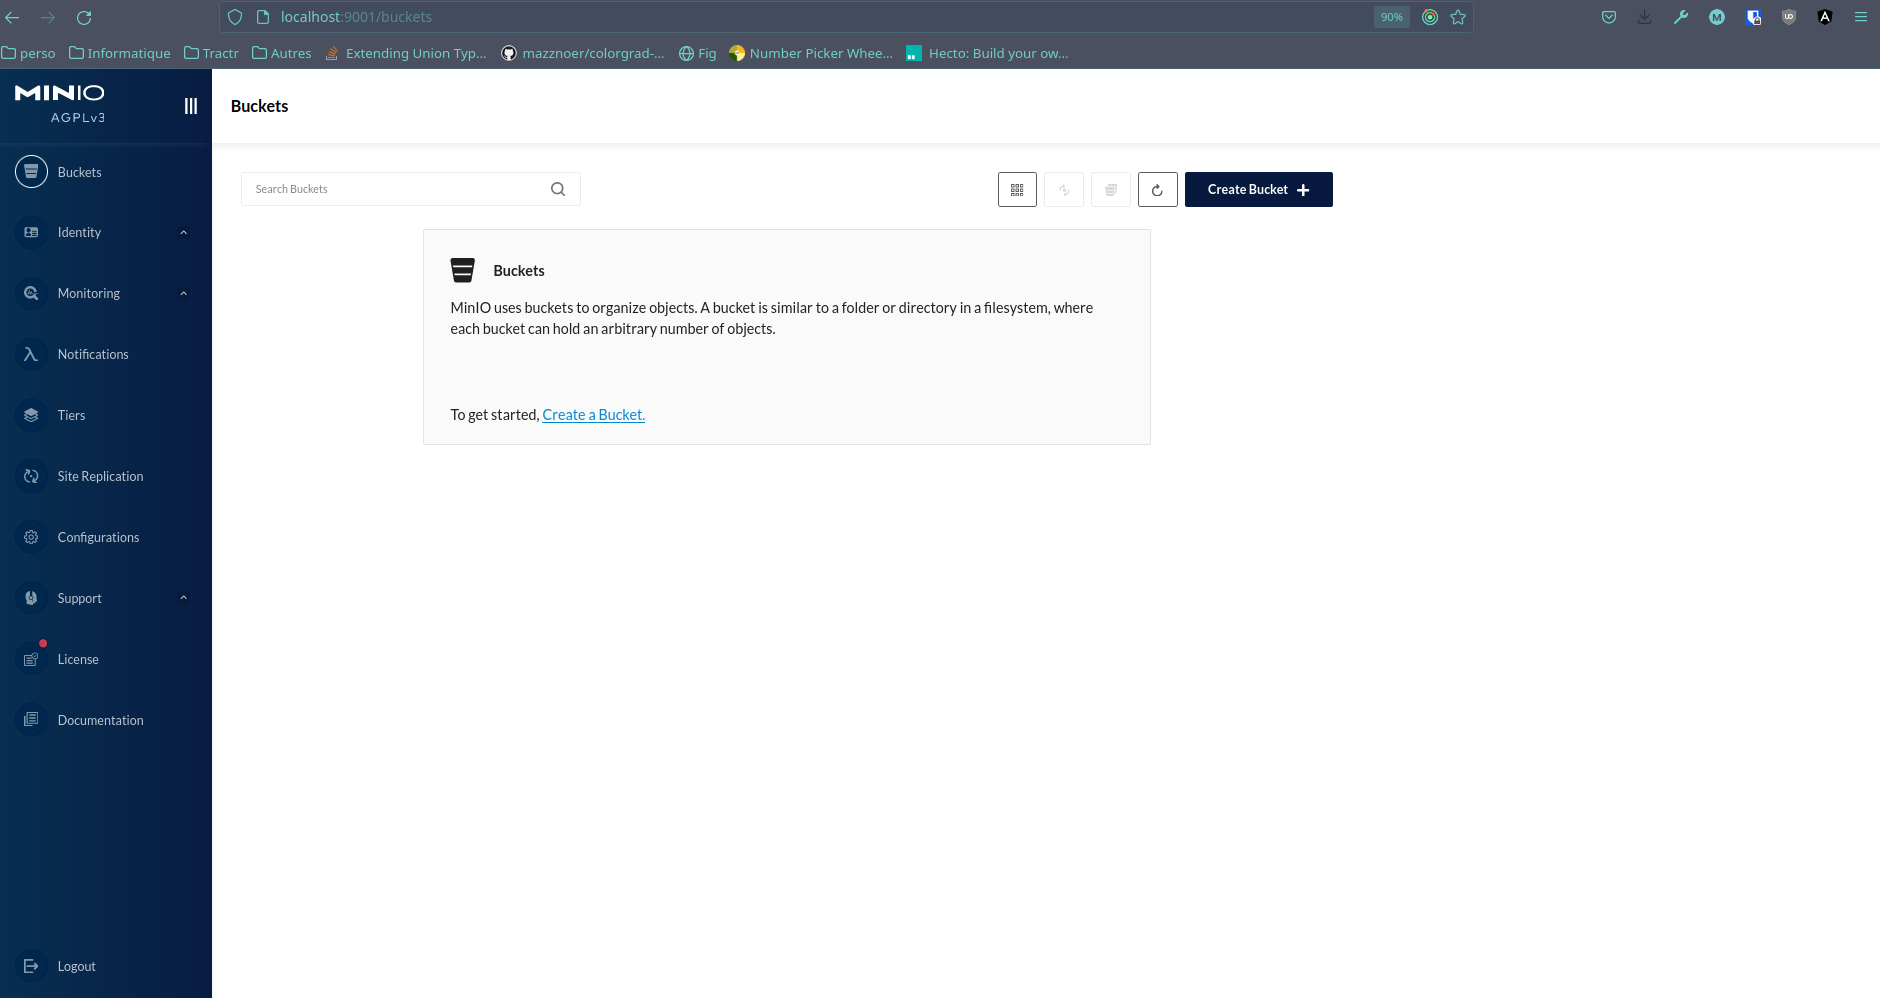 localhost:9001/buckets
90%
perso
Informatique
Tractr
Autres
Extending Union Typ...
mazznoer/colorgrad-...
Fig
Number Picker Whee...
Hecto: Build your ow...
MINIO
AGPLv3
Buckets
Identity
Monitoring
Notifications
Tiers
Site Replication
Configurations
Support
License
Documentation
Logout
Buckets
Search Buckets
Create Bucket
Buckets
MinIO uses buckets to organize objects. A bucket is similar to a folder or directory in a filesystem, where
each bucket can hold an arbitrary number of objects.
To get started, Create a Bucket.